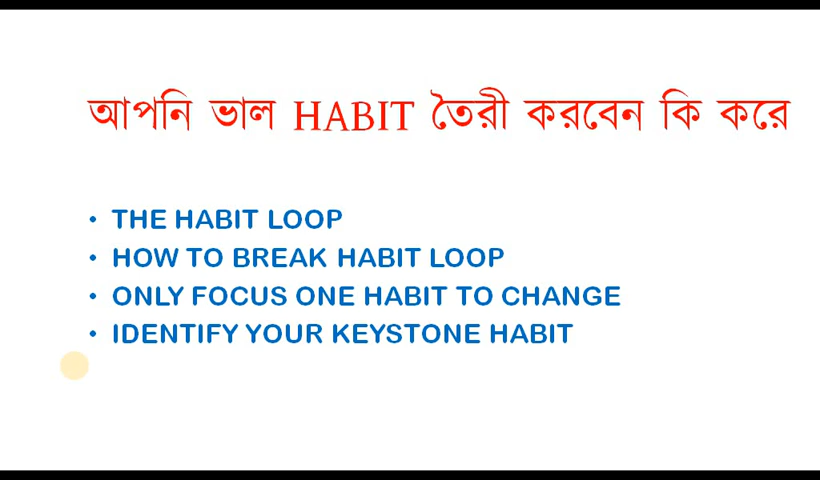 আপনি ভাল HABIT তৈরী করবেন কি করে
• THE HABIT LOOP
• HOW TO BREAK HABIT LOOP
• ONLY FOCUS ONE HABIT TO CHANGE
• IDENTIFY YOUR KEYSTONE HABIT